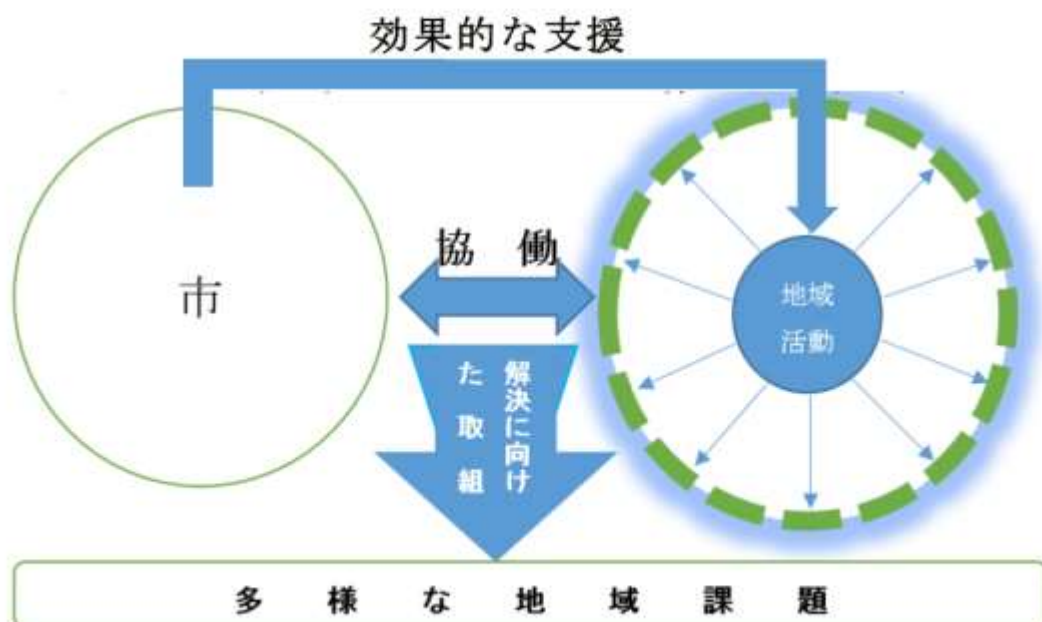 効果的な支援
協 働
市
地域
活動
解決に向け
た取組
多様な地域課題